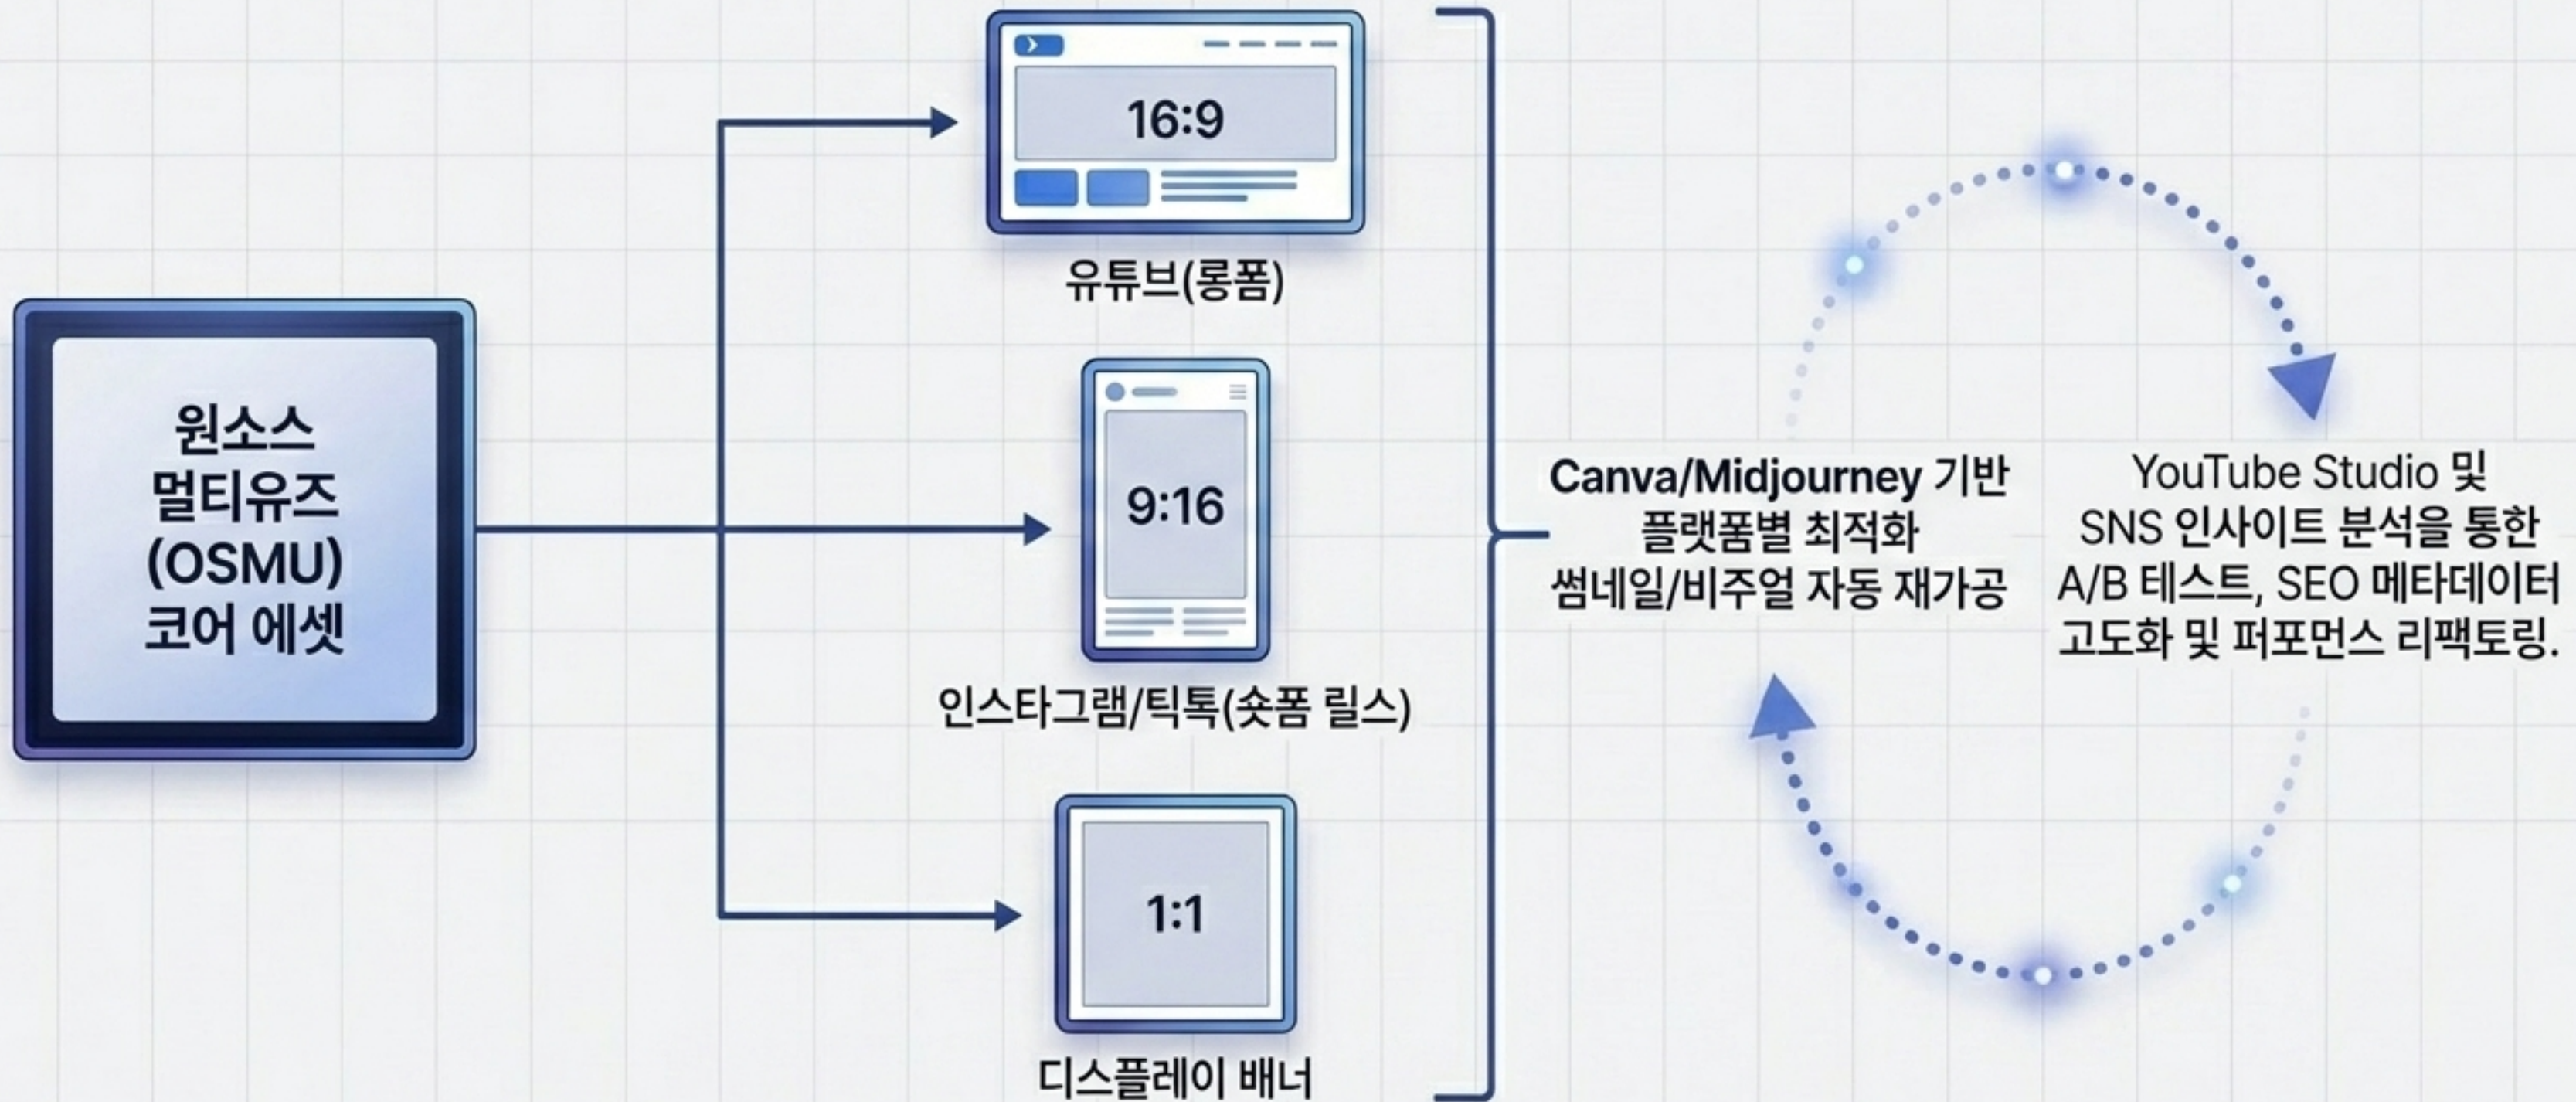 원소스
멀티유즈
(OSMU)
코어 에셋
16:9
유튜브(롱폼)
9:16
인스타그램/틱톡(숏폼 릴스)
1:1
디스플레이 배너
Canva/Midjourney 기반
플랫폼별 최적화
썸네일/비주얼 자동 재가공
YouTube Studio 및
SNS 인사이트 분석을 통한
A/B 테스트, SEO 메타데이터
고도화 및 퍼포먼스 리팩토링.